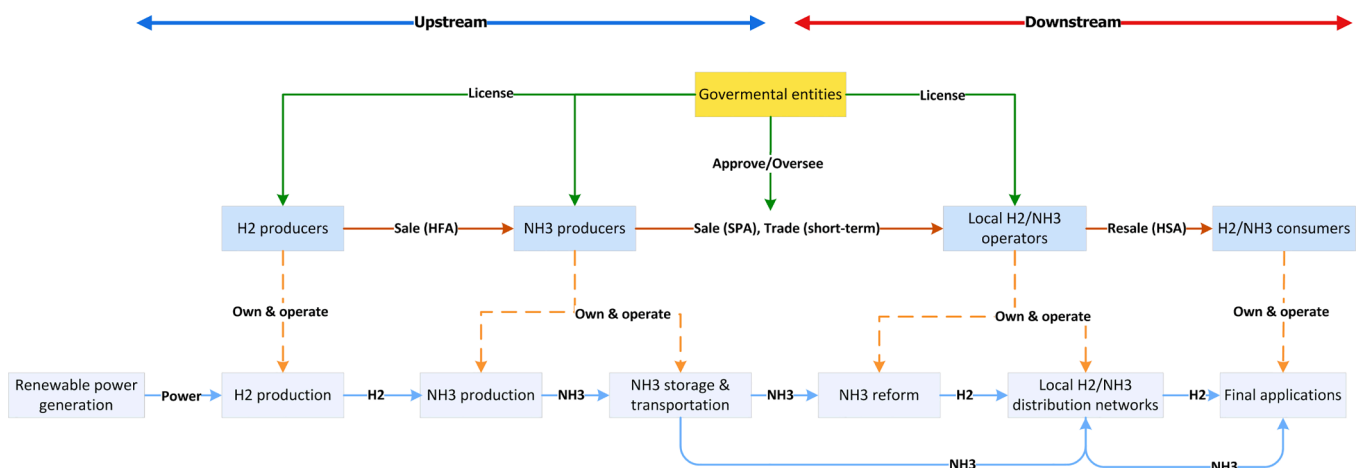 Upstream
Downstream
Govermental entities
License
License
Approve/Oversee
H2 producers
Sale (HFA)
NH3 producers
Sale (SPA), Trade (short-term)
Local H2/NH3
operators
Resale (HSA)
H2/NH3 consumers
Own & operate
Own & operate
Own & operate
Own & operate
Renewable power
generation
Power
H2 production
H2
NH3 production
NH3
NH3 storage &
transportation
NH3
NH3 reform
H2
Local H2/NH3
distribution networks
H2
Final applications
NH3
NH3